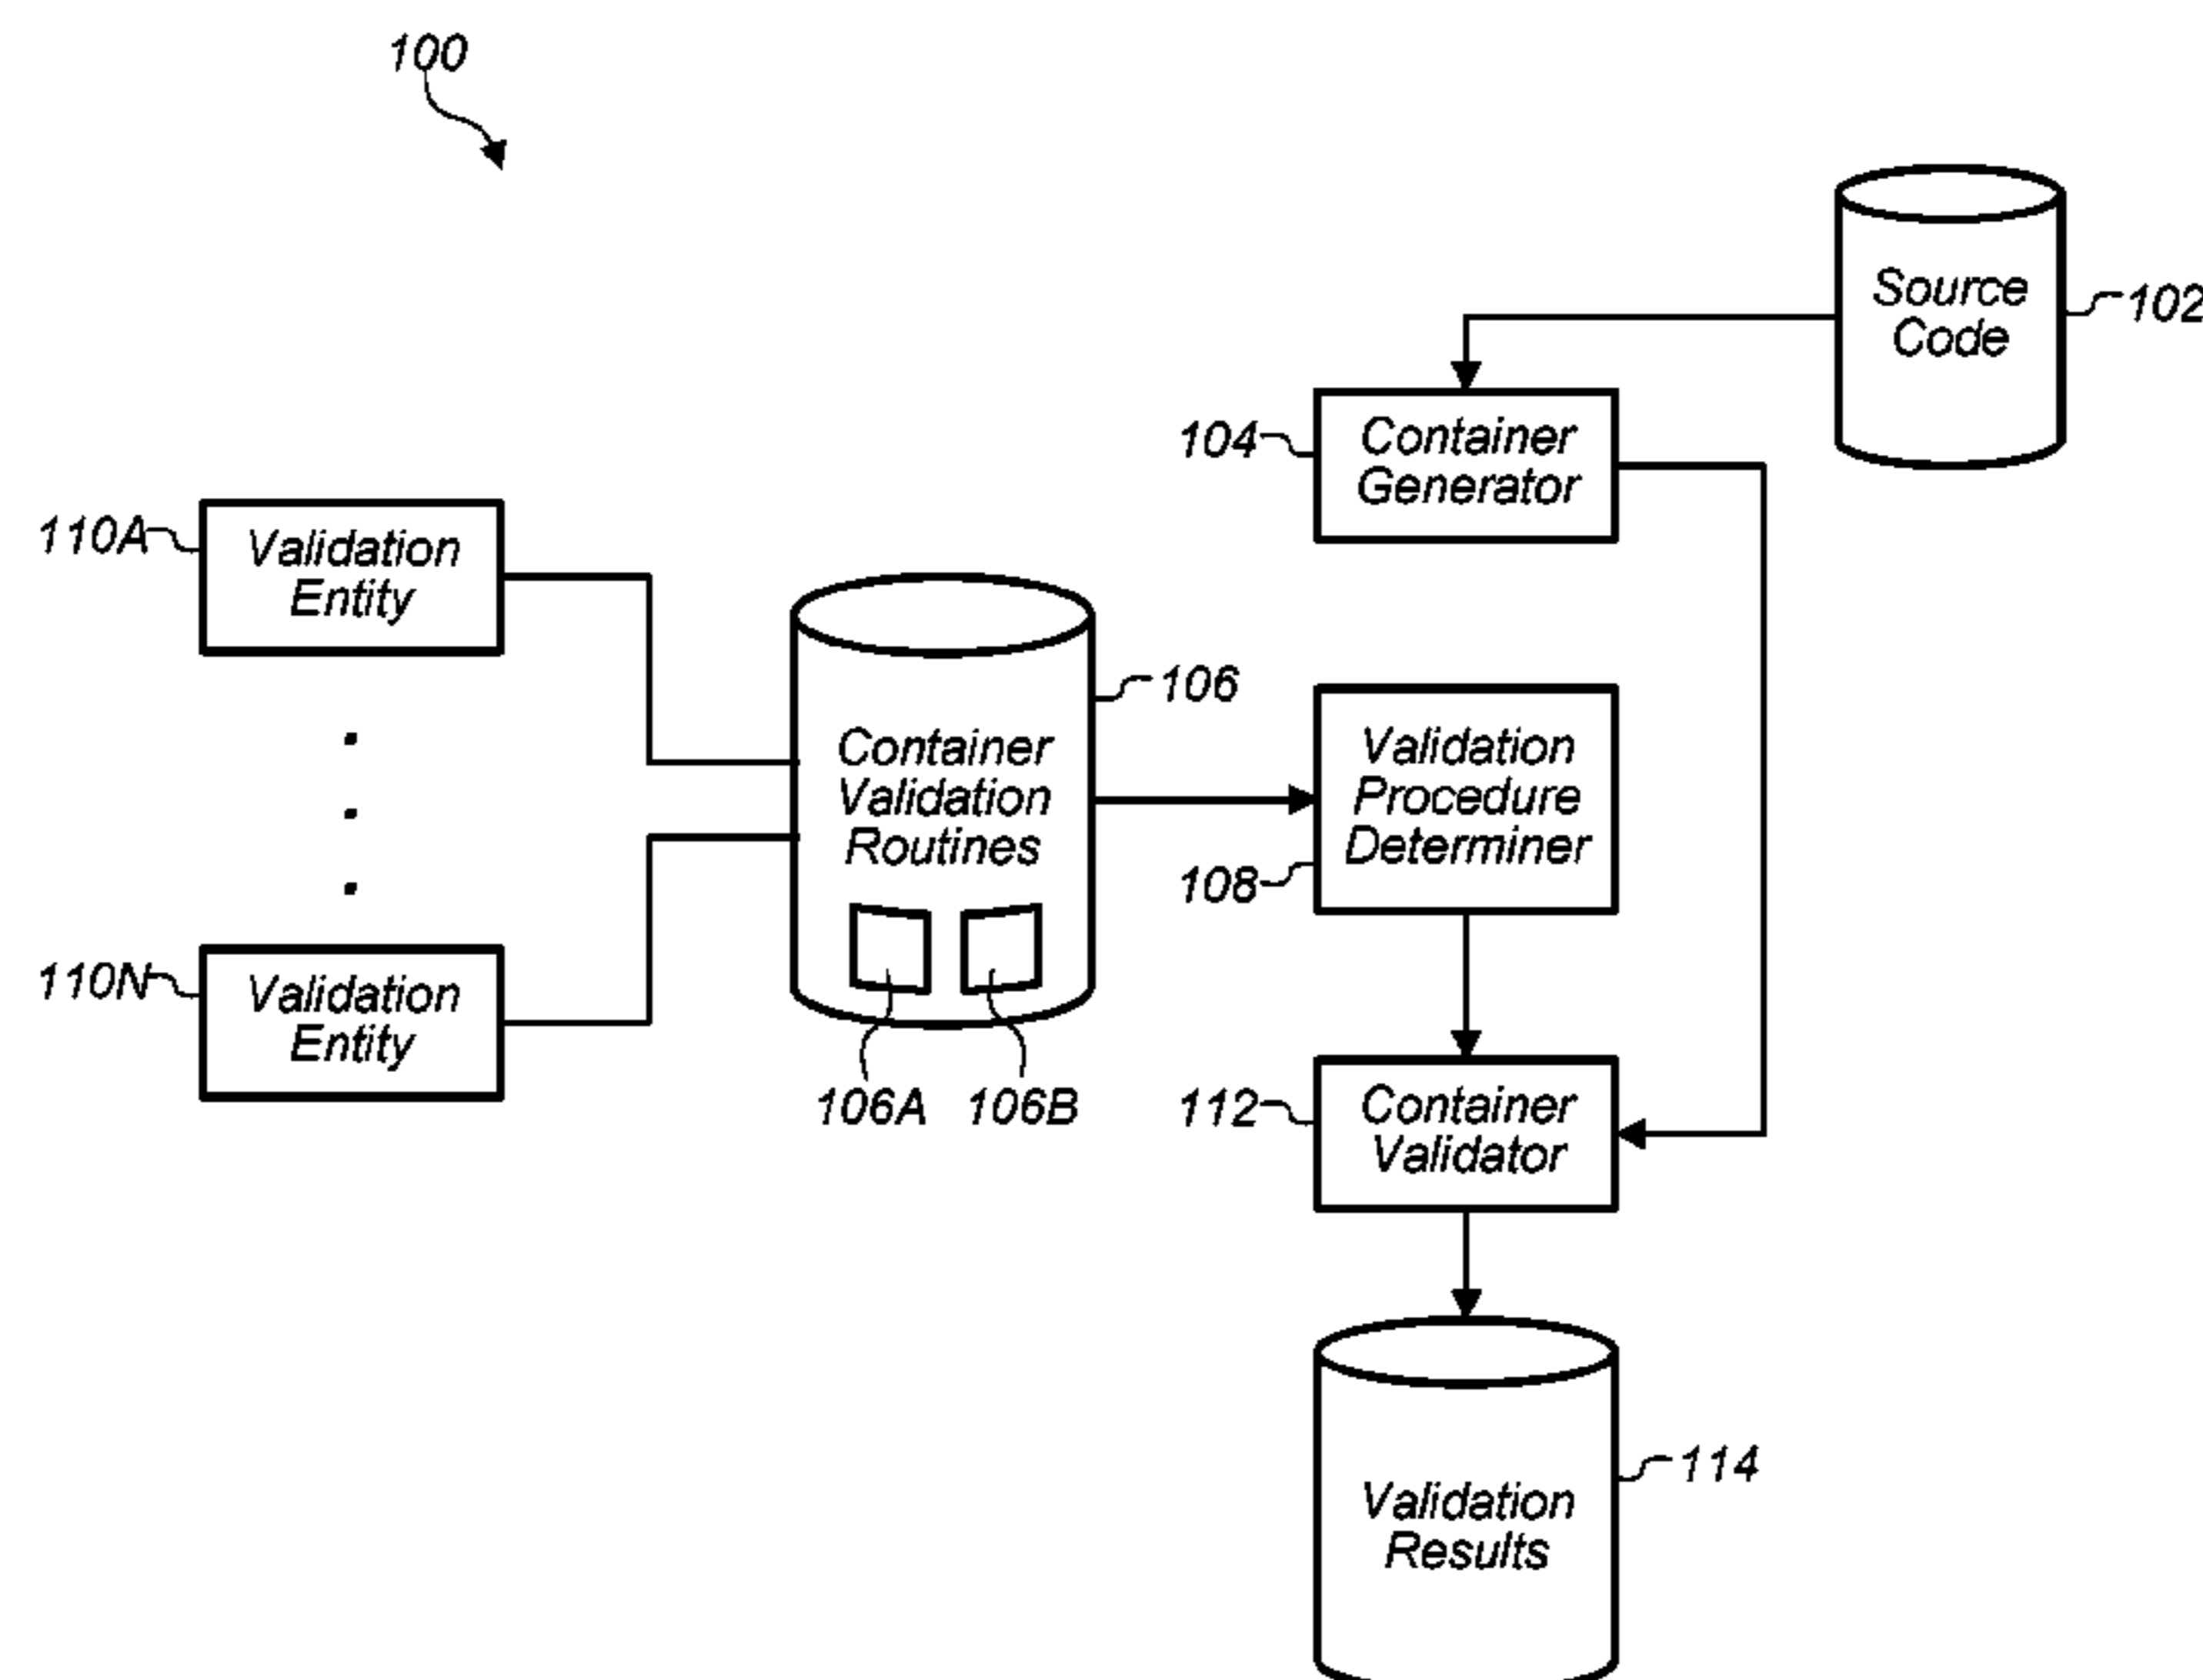 100
Source
Code
102
104
Container
Generator
110A
Validation
Entity
106
Container
Validation
Routines
Validation
Procedure
Determiner
108
110N
Validation
Entity
106A
106B
112
Container
Validator
114
Validation
Results